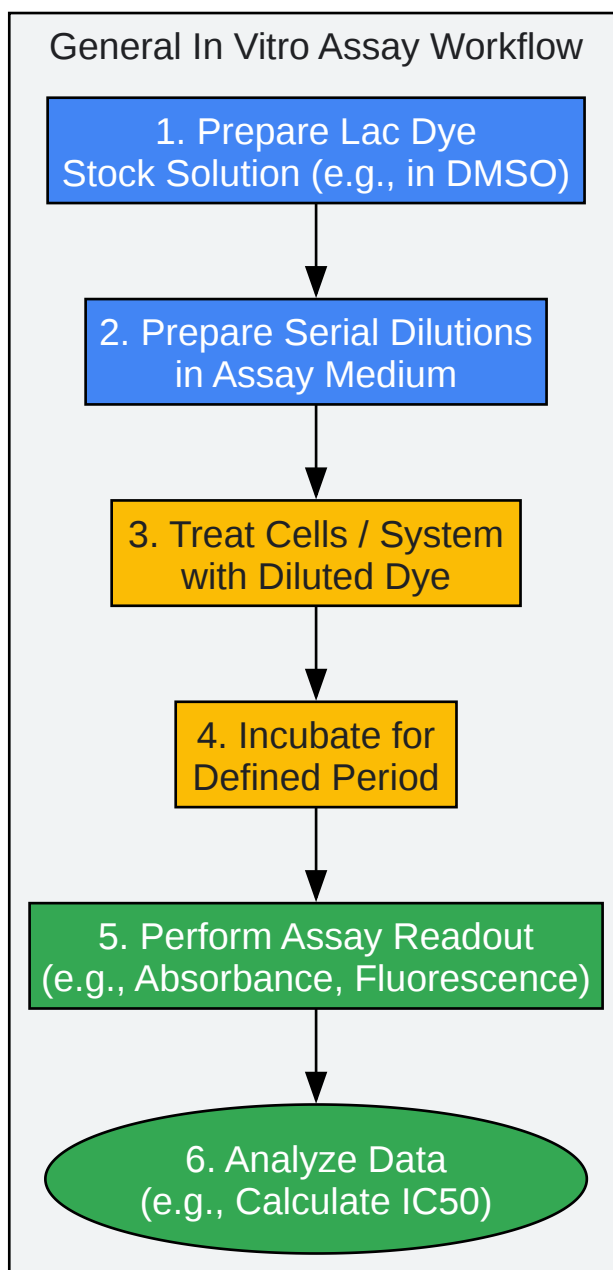 General In Vitro Assay Workflow
1. Prepare Lac Dye
Stock Solution (e.g., in DMSO)
2. Prepare Serial Dilutions
in Assay Medium
3. Treat Cells / System
with Diluted Dye
4. Incubate for
Defined Period
5. Perform Assay Readout
(e.g., Absorbance, Fluorescence)
6. Analyze Data
(e.g., Calculate IC50)